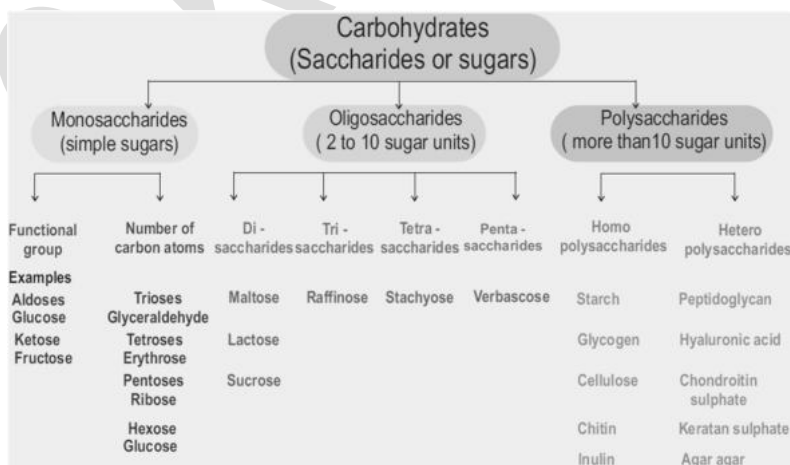 Carbohydrates
(Saccharides or sugars)
Monosaccharides
(simple sugars)
Oligosaccharides
( 2 to 10 sugar units)
Polysaccharides
( more than10 sugar units)
Functional
group
Number of
carbon atoms
Di -
saccharides
Tri -
saccharides
Tetra -
saccharides
Penta -
saccharides
Homo
polysaccharides
Hetero
polysaccharides
Examples
Aldoses
Glucose
Ketose
Fructose
Trioses
Glyceraldehyde
Tetroses
Erythrose
Pentoses
Ribose
Hexose
Glucose
Maltose
Lactose
Sucrose
Raffinose
Stachyose
Verbascose
Starch
Glycogen
Cellulose
Chitin
Inulin
Peptidoglycan
Hyaluronic acid
Chondroitin
sulphate
Keratan sulphate
Agar agar